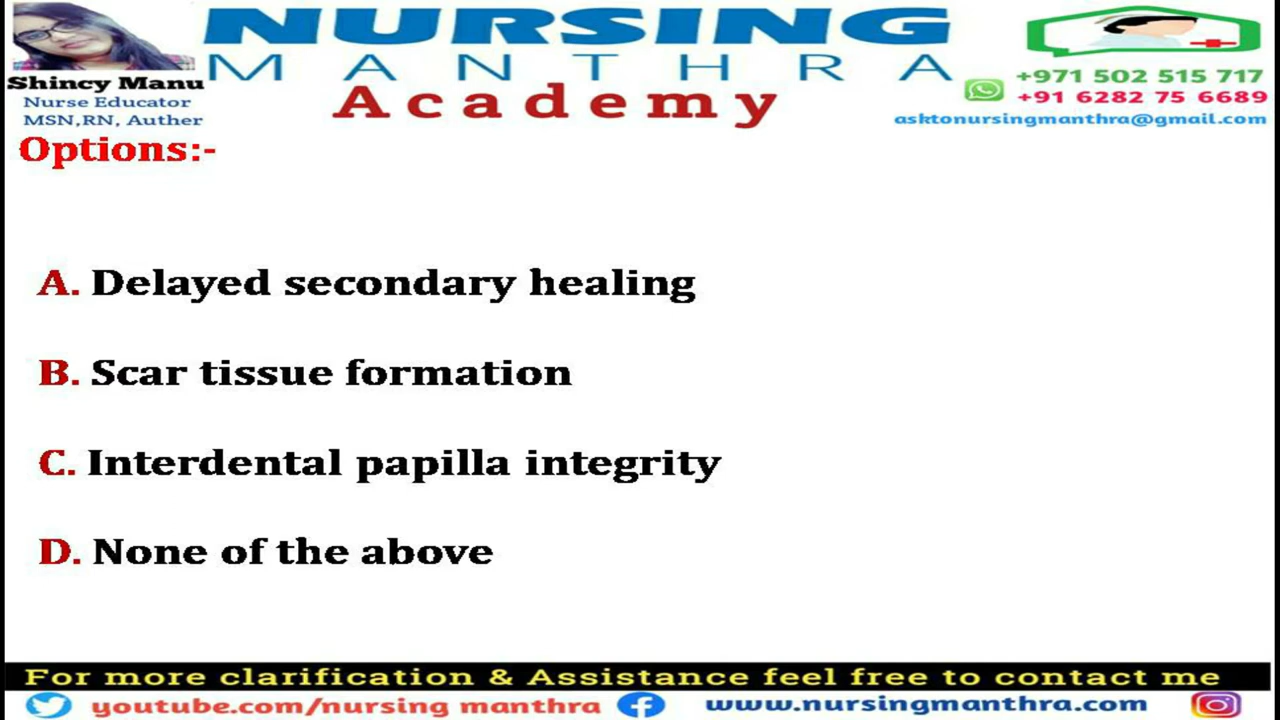 NURSING
MANTHRA
Academy
Shincy Manu
Nurse Educator
MSN,RN, Auther
+971 502 515 717
+91 6282 75 6689
asktonursingmanthra@gmail.com
Options:-
A. Delayed secondary healing
B. Scar tissue formation
C. Interdental papilla integrity
D. None of the above
For more clarification & Assistance feel free to contact me
youtube.com/nursing manthra
www.nursingmanthra.com